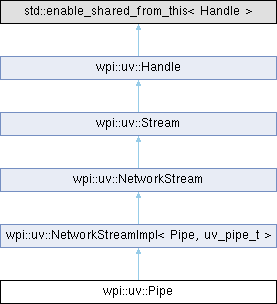 std::enable_shared_from_this< Handle >
wpi::uv::Handle
wpi::uv::Stream
wpi::uv::NetworkStream
wpi::uv::NetworkStreamImpl< Pipe, uv_pipe_t >
wpi::uv::Pipe